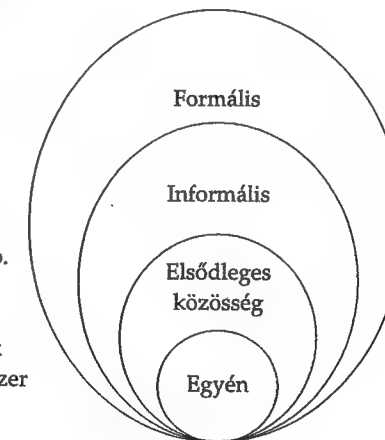 Formális
Informális
Elsődleges
közösség
Egyén